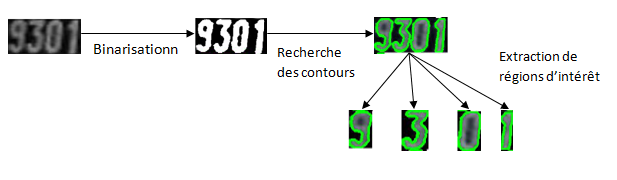 9301
Binarisationn
9301
Recherche
des contours
9301
Extraction de
régions d'intérêt
9
3
0
1